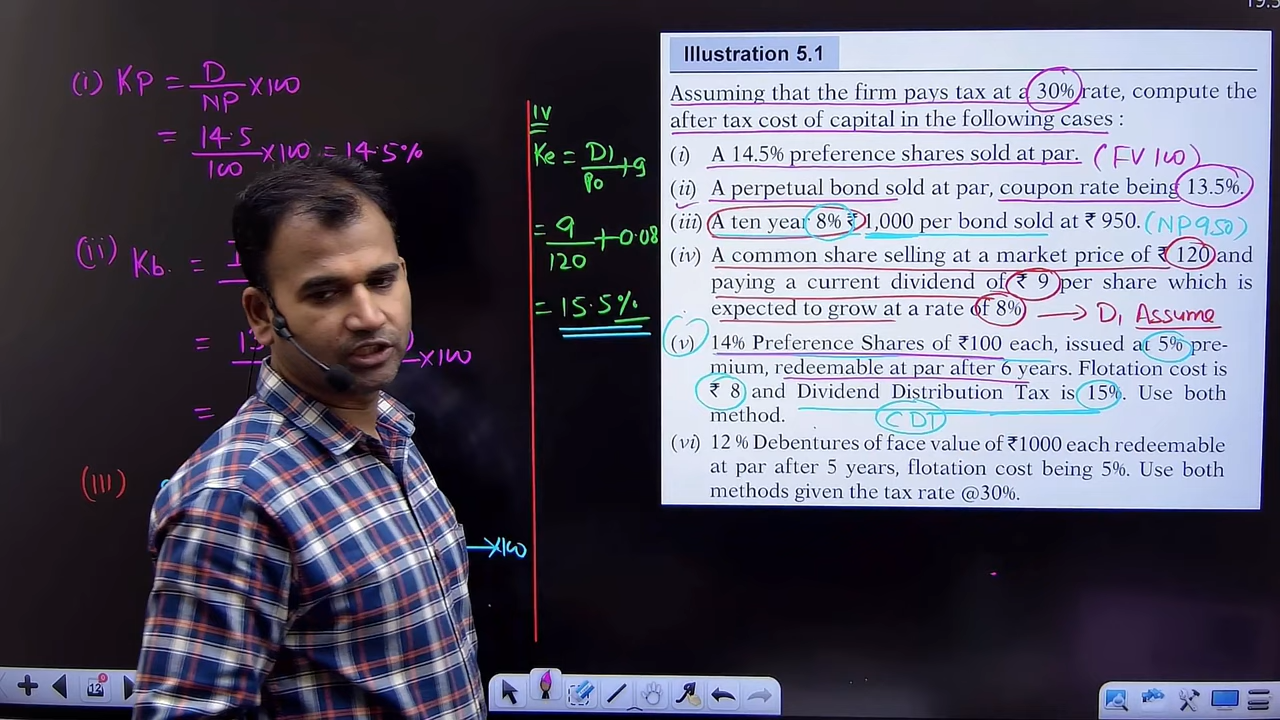 (i) Kp = D/NP ×100
= 14.5/100 ×100 = 14.5%
(ii) Kb. =
= ×100
=
(III)
×100
IV
Ke = D1/P0 + g
= 9/120 + 0.08
= 15.5%
Illustration 5.1
Assuming that the firm pays tax at a 30% rate, compute the
after tax cost of capital in the following cases :
(i) A 14.5% preference shares sold at par. (FV 100)
(ii) A perpetual bond sold at par, coupon rate being 13.5%.
(iii) A ten year 8% ₹ 1,000 per bond sold at ₹ 950. (NP 950)
(iv) A common share selling at a market price of ₹ 120 and
paying a current dividend of ₹ 9 per share which is
expected to grow at a rate of 8% → D1 Assume
(v) 14% Preference Shares of ₹100 each, issued at 5% pre-
mium, redeemable at par after 6 years. Flotation cost is
₹ 8 and Dividend Distribution Tax is 15%. Use both
method. CDT
(vi) 12 % Debentures of face value of ₹1000 each redeemable
at par after 5 years, flotation cost being 5%. Use both
methods given the tax rate @30%.
12